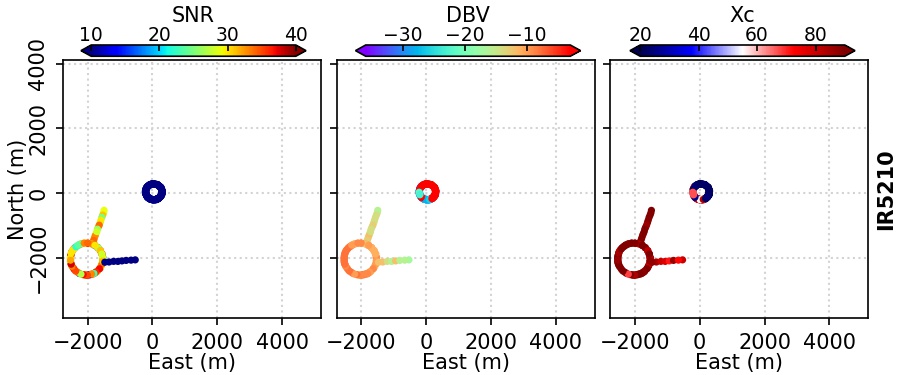 SNR DBV Xc
10 20 30 40 −30 −20 −10 20 40 60 80
4000
2000
0
−2000
North (m)
IR5210
−2000 0 2000 4000 −2000 0 2000 4000 −2000 0 2000 4000
East (m) East (m) East (m)